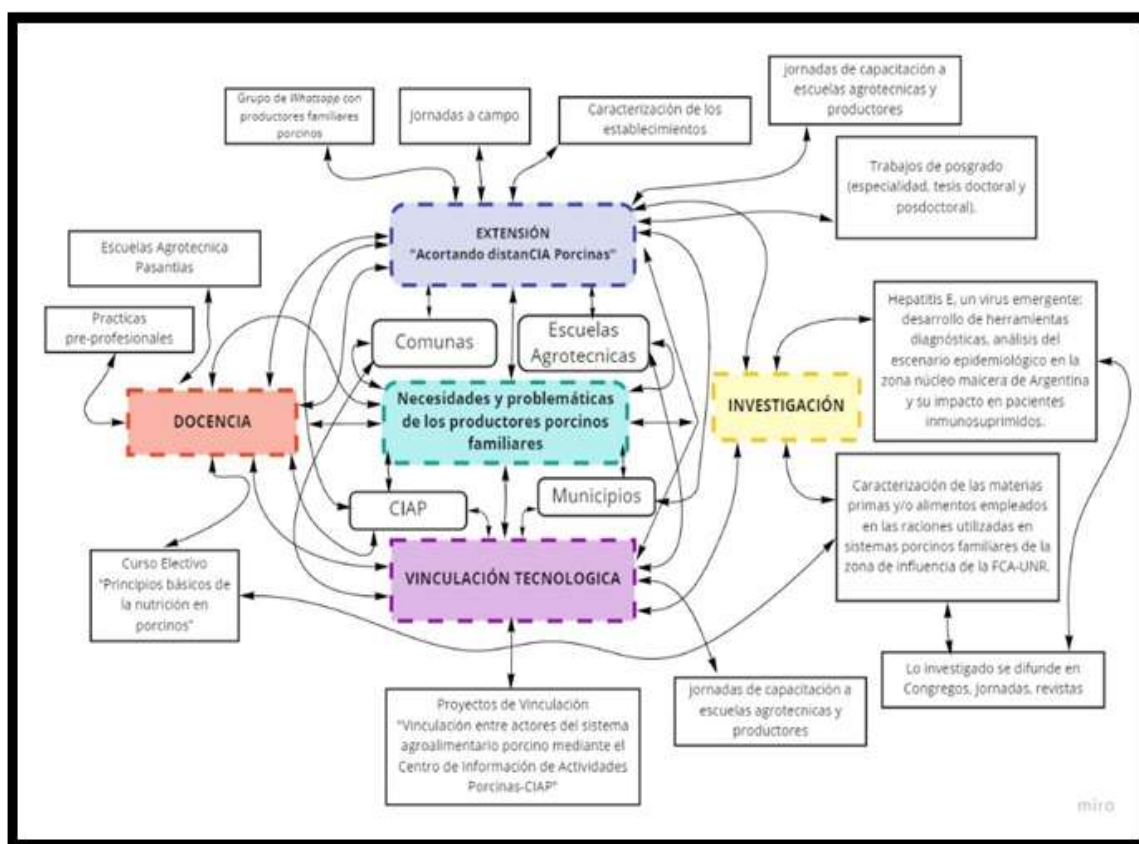 Grupo de Whatsapp con
productores familiares
porcinos
Jornadas a campo
Caracterización de los
establecimientos
jornadas de capacitación a
escuelas agrotecnicas y
productores
Trabajos de posgrado
(especialidad, tesis doctoral y
posdoctoral).
EXTENSIÓN
"Acortando distanCIA Porcinas"
Escuelas Agrotecnica
Pasantías
Practicas
pre-profesionales
Comunas
Escuelas
Agrotecnicas
Hepatitis E, un virus emergente:
desarrollo de herramientas
diagnósticas, análisis del
escenario epidemiológico en la
zona núcleo maicera de Argentina
y su impacto en pacientes
inmunosuprimidos.
DOCENCIA
Necesidades y problemáticas
de los productores porcinos
familiares
INVESTIGACIÓN
CIAP
Municipios
Caracterización de las materias
primas y/o alimentos empleados
en las raciones utilizadas en
sistemas porcinos familiares de la
zona de influencia de la FCA-UNR.
Curso Electivo
"Principios básicos de
la nutrición en
porcinos"
VINCULACIÓN TECNOLOGICA
Lo investigado se difunde en
Congregos, jornadas, revistas
Proyectos de Vinculación
"Vinculación entre actores del sistema
agroalimentario porcino mediante el
Centro de Información de Actividades
Porcinas-CIAP"
jornadas de capacitación a
escuelas agrotecnicas y
productores
miro